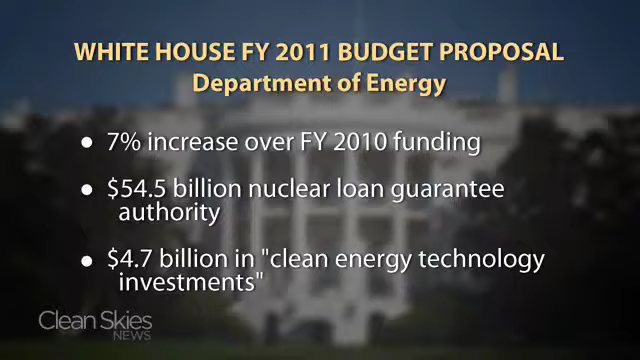 WHITE HOUSE FY 2011 BUDGET PROPOSAL
Department of Energy
• 7% increase over FY 2010 funding
• $54.5 billion nuclear loan guarantee
authority
• $4.7 billion in "clean energy technology
investments"
Clean Skies
NEWS